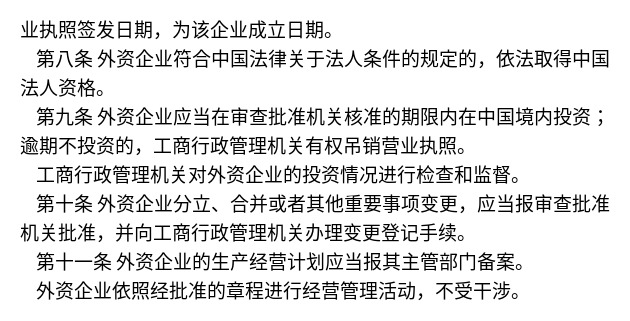 业执照签发日期，为该企业成立日期。
第八条 外资企业符合中国法律关于法人条件的规定的，依法取得中国
法人资格。
第九条 外资企业应当在审查批准机关核准的期限内在中国境内投资；
逾期不投资的，工商行政管理机关有权吊销营业执照。
工商行政管理机关对外资企业的投资情况进行检查和监督。
第十条 外资企业分立、合并或者其他重要事项变更，应当报审查批准
机关批准，并向工商行政管理机关办理变更登记手续。
第十一条 外资企业的生产经营计划应当报其主管部门备案。
外资企业依照经批准的章程进行经营管理活动，不受干涉。